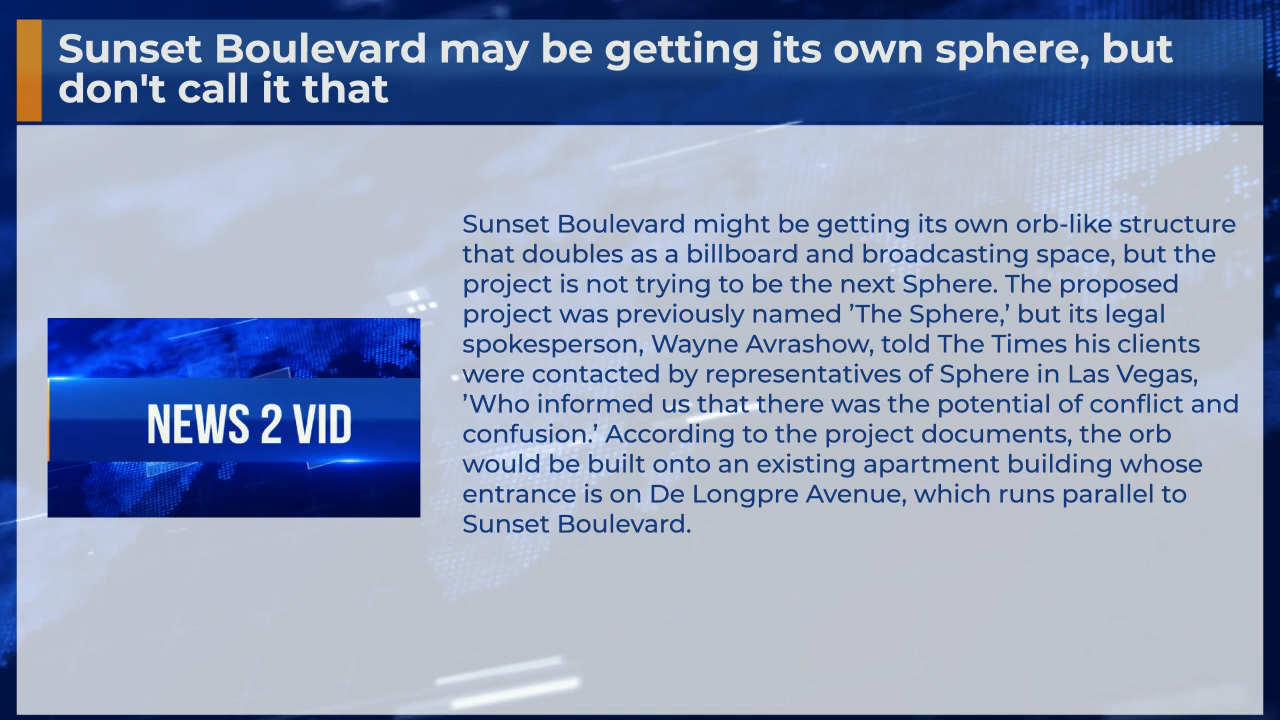 Sunset Boulevard may be getting its own sphere, but
don't call it that
Sunset Boulevard might be getting its own orb-like structure
that doubles as a billboard and broadcasting space, but the
project is not trying to be the next Sphere. The proposed
project was previously named ’The Sphere,’ but its legal
spokesperson, Wayne Avrashow, told The Times his clients
were contacted by representatives of Sphere in Las Vegas,
’Who informed us that there was the potential of conflict and
confusion.’ According to the project documents, the orb
would be built onto an existing apartment building whose
entrance is on De Longpre Avenue, which runs parallel to
Sunset Boulevard.
NEWS 2 VID